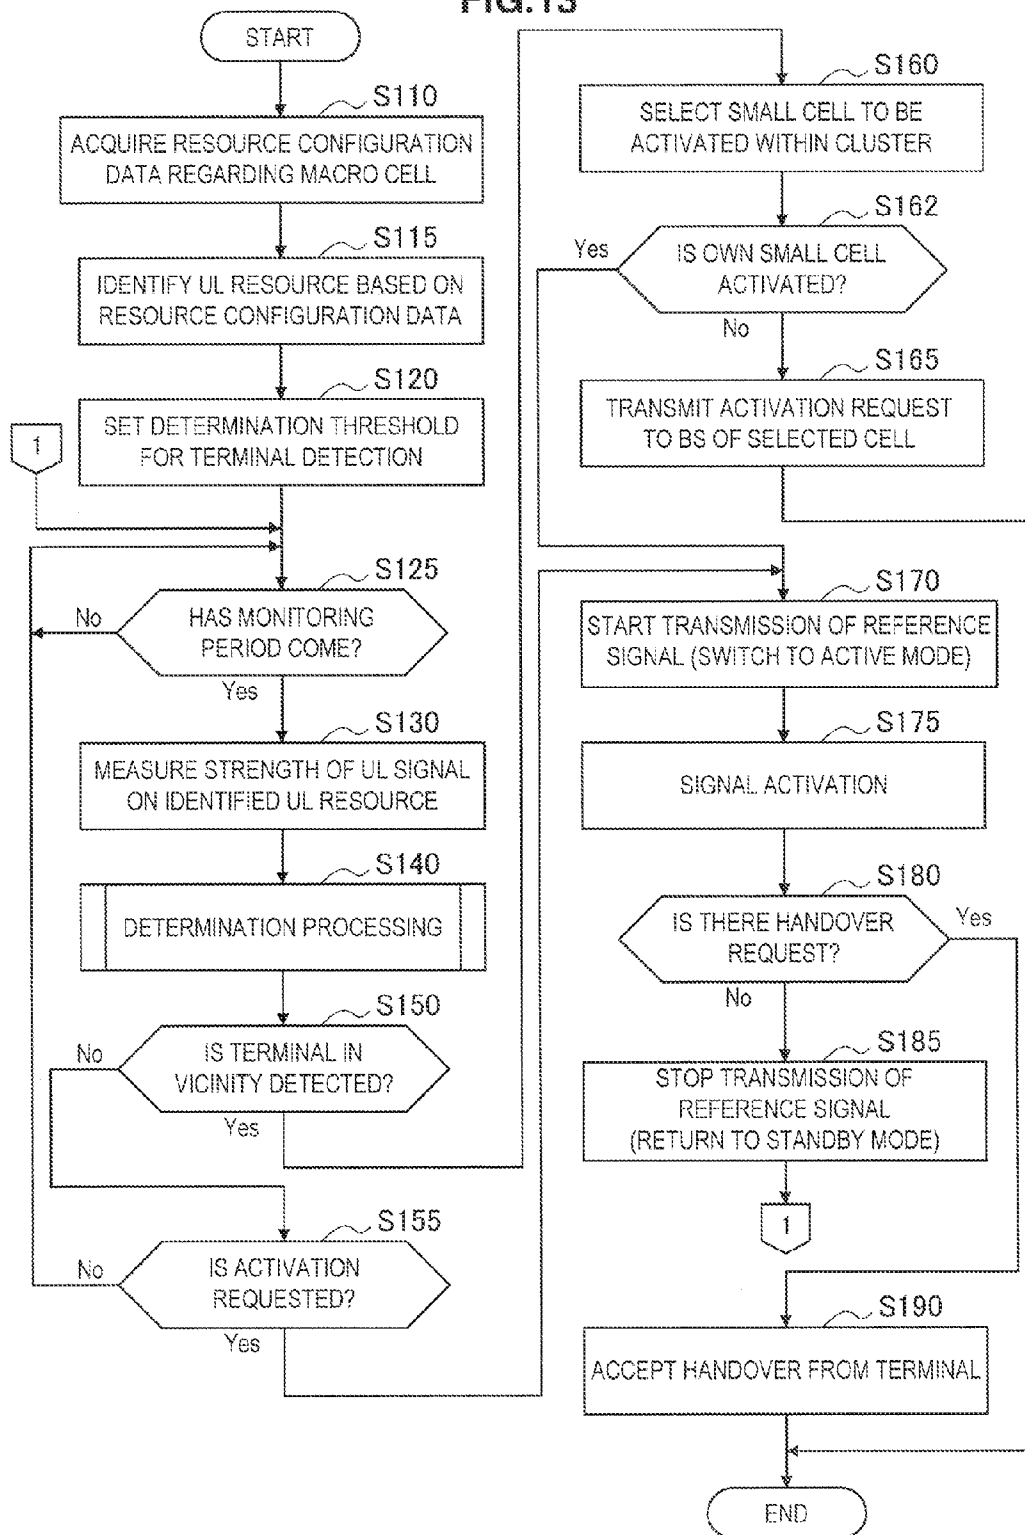 FIG.13
START
S110
ACQUIRE RESOURCE CONFIGURATION
DATA REGARDING MACRO CELL
S115
IDENTIFY UL RESOURCE BASED ON
RESOURCE CONFIGURATION DATA
S120
SET DETERMINATION THRESHOLD
FOR TERMINAL DETECTION
1
S125
HAS MONITORING
PERIOD COME?
No
Yes
S130
MEASURE STRENGTH OF UL SIGNAL
ON IDENTIFIED UL RESOURCE
S140
DETERMINATION PROCESSING
S150
IS TERMINAL IN
VICINITY DETECTED?
No
Yes
S155
IS ACTIVATION
REQUESTED?
No
Yes
S160
SELECT SMALL CELL TO BE
ACTIVATED WITHIN CLUSTER
S162
IS OWN SMALL CELL
ACTIVATED?
Yes
No
S165
TRANSMIT ACTIVATION REQUEST
TO BS OF SELECTED CELL
S170
START TRANSMISSION OF REFERENCE
SIGNAL (SWITCH TO ACTIVE MODE)
S175
SIGNAL ACTIVATION
S180
IS THERE HANDOVER
REQUEST?
Yes
No
S185
STOP TRANSMISSION OF
REFERENCE SIGNAL
(RETURN TO STANDBY MODE)
1
S190
ACCEPT HANDOVER FROM TERMINAL
END